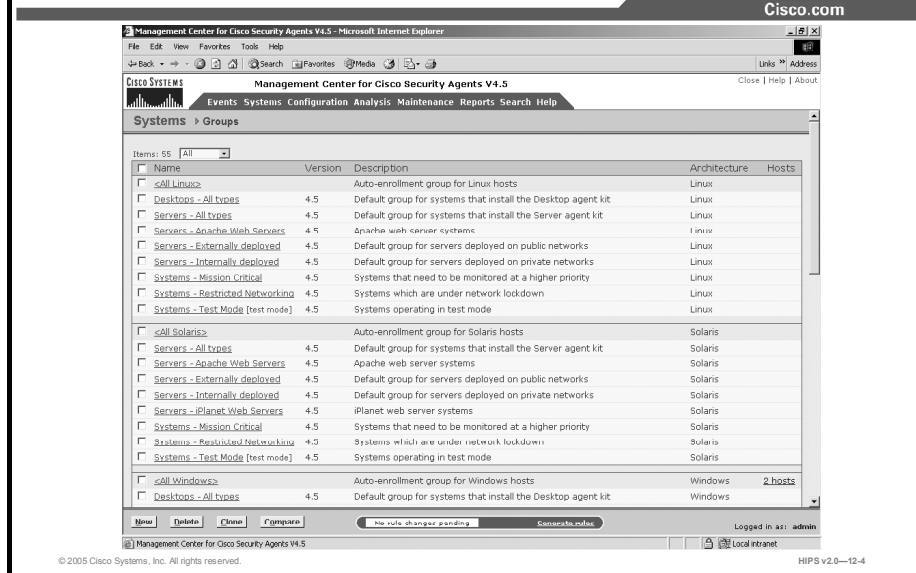 Cisco.com
Management Center for Cisco Security Agents V4.5 - Microsoft Internet Explorer
File Edit View Favorites Tools Help
Back Search Favorites Media Links » Address
CISCO SYSTEMS
Management Center for Cisco Security Agents V4.5
Close | Help | About
Events Systems Configuration Analysis Maintenance Reports Search Help
Systems > Groups
Items: 55 All
Name Version Description Architecture Hosts
<All Linux> Auto-enrollment group for Linux hosts Linux
Desktops - All types 4.5 Default group for systems that install the Desktop agent kit Linux
Servers - All types 4.5 Default group for systems that install the Server agent kit Linux
Servers - Apache Web Servers 4.5 Apache web server systems Linux
Servers - Externally deployed 4.5 Default group for servers deployed on public networks Linux
Servers - Internally deployed 4.5 Default group for servers deployed on private networks Linux
Systems - Mission Critical 4.5 Systems that need to be monitored at a higher priority Linux
Systems - Restricted Networking 4.5 Systems which are under network lockdown Linux
Systems - Test Mode [test mode] 4.5 Systems operating in test mode Linux
<All Solaris> Auto-enrollment group for Solaris hosts Solaris
Servers - All types 4.5 Default group for systems that install the Server agent kit Solaris
Servers - Apache Web Servers 4.5 Apache web server systems Solaris
Servers - Externally deployed 4.5 Default group for servers deployed on public networks Solaris
Servers - Internally deployed 4.5 Default group for servers deployed on private networks Solaris
Servers - iPlanet Web Servers 4.5 iPlanet web server systems Solaris
Systems - Mission Critical 4.5 Systems that need to be monitored at a higher priority Solaris
Systems - Restricted Networking 4.5 Systems which are under network lockdown Solaris
Systems - Test Mode [test mode] 4.5 Systems operating in test mode Solaris
<All Windows> Auto-enrollment group for Windows hosts Windows 2 hosts
Desktops - All types 4.5 Default group for systems that install the Desktop agent kit Windows
New Delete Clone Compare No rule changes pending Generate rules Logged in as: admin
Management Center for Cisco Security Agents V4.5 Local intranet
© 2005 Cisco Systems, Inc. All rights reserved. HIPS v2.0—12-4